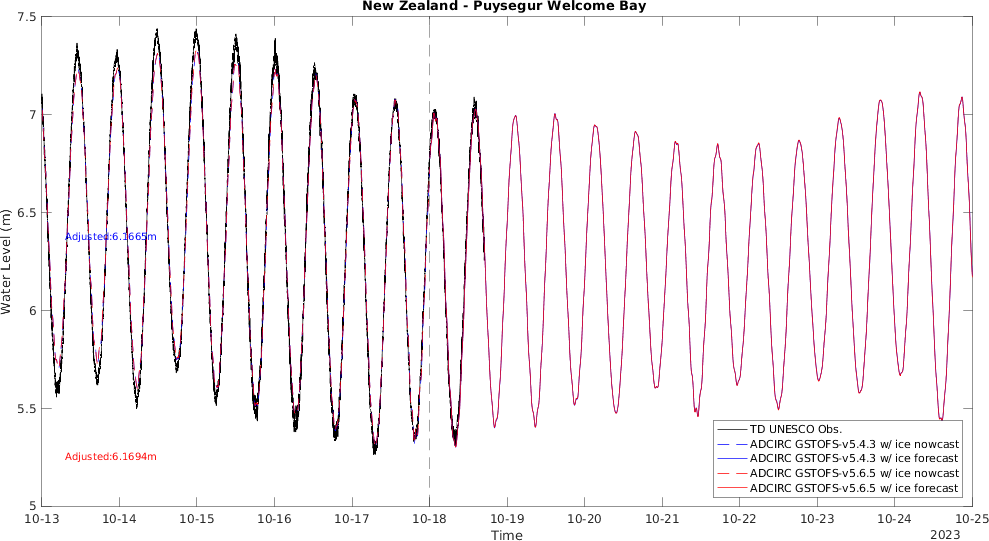 New Zealand - Puysegur Welcome Bay
7.5
7
6.5
6
5.5
5
Water Level (m)
Adjusted:6.1665m
Adjusted:6.1694m
TD UNESCO Obs.
ADCIRC GSTOFS-v5.4.3 w/ ice nowcast
ADCIRC GSTOFS-v5.4.3 w/ ice forecast
ADCIRC GSTOFS-v5.6.5 w/ ice nowcast
ADCIRC GSTOFS-v5.6.5 w/ ice forecast
10-13 10-14 10-15 10-16 10-17 10-18 10-19 10-20 10-21 10-22 10-23 10-24 10-25
Time
2023